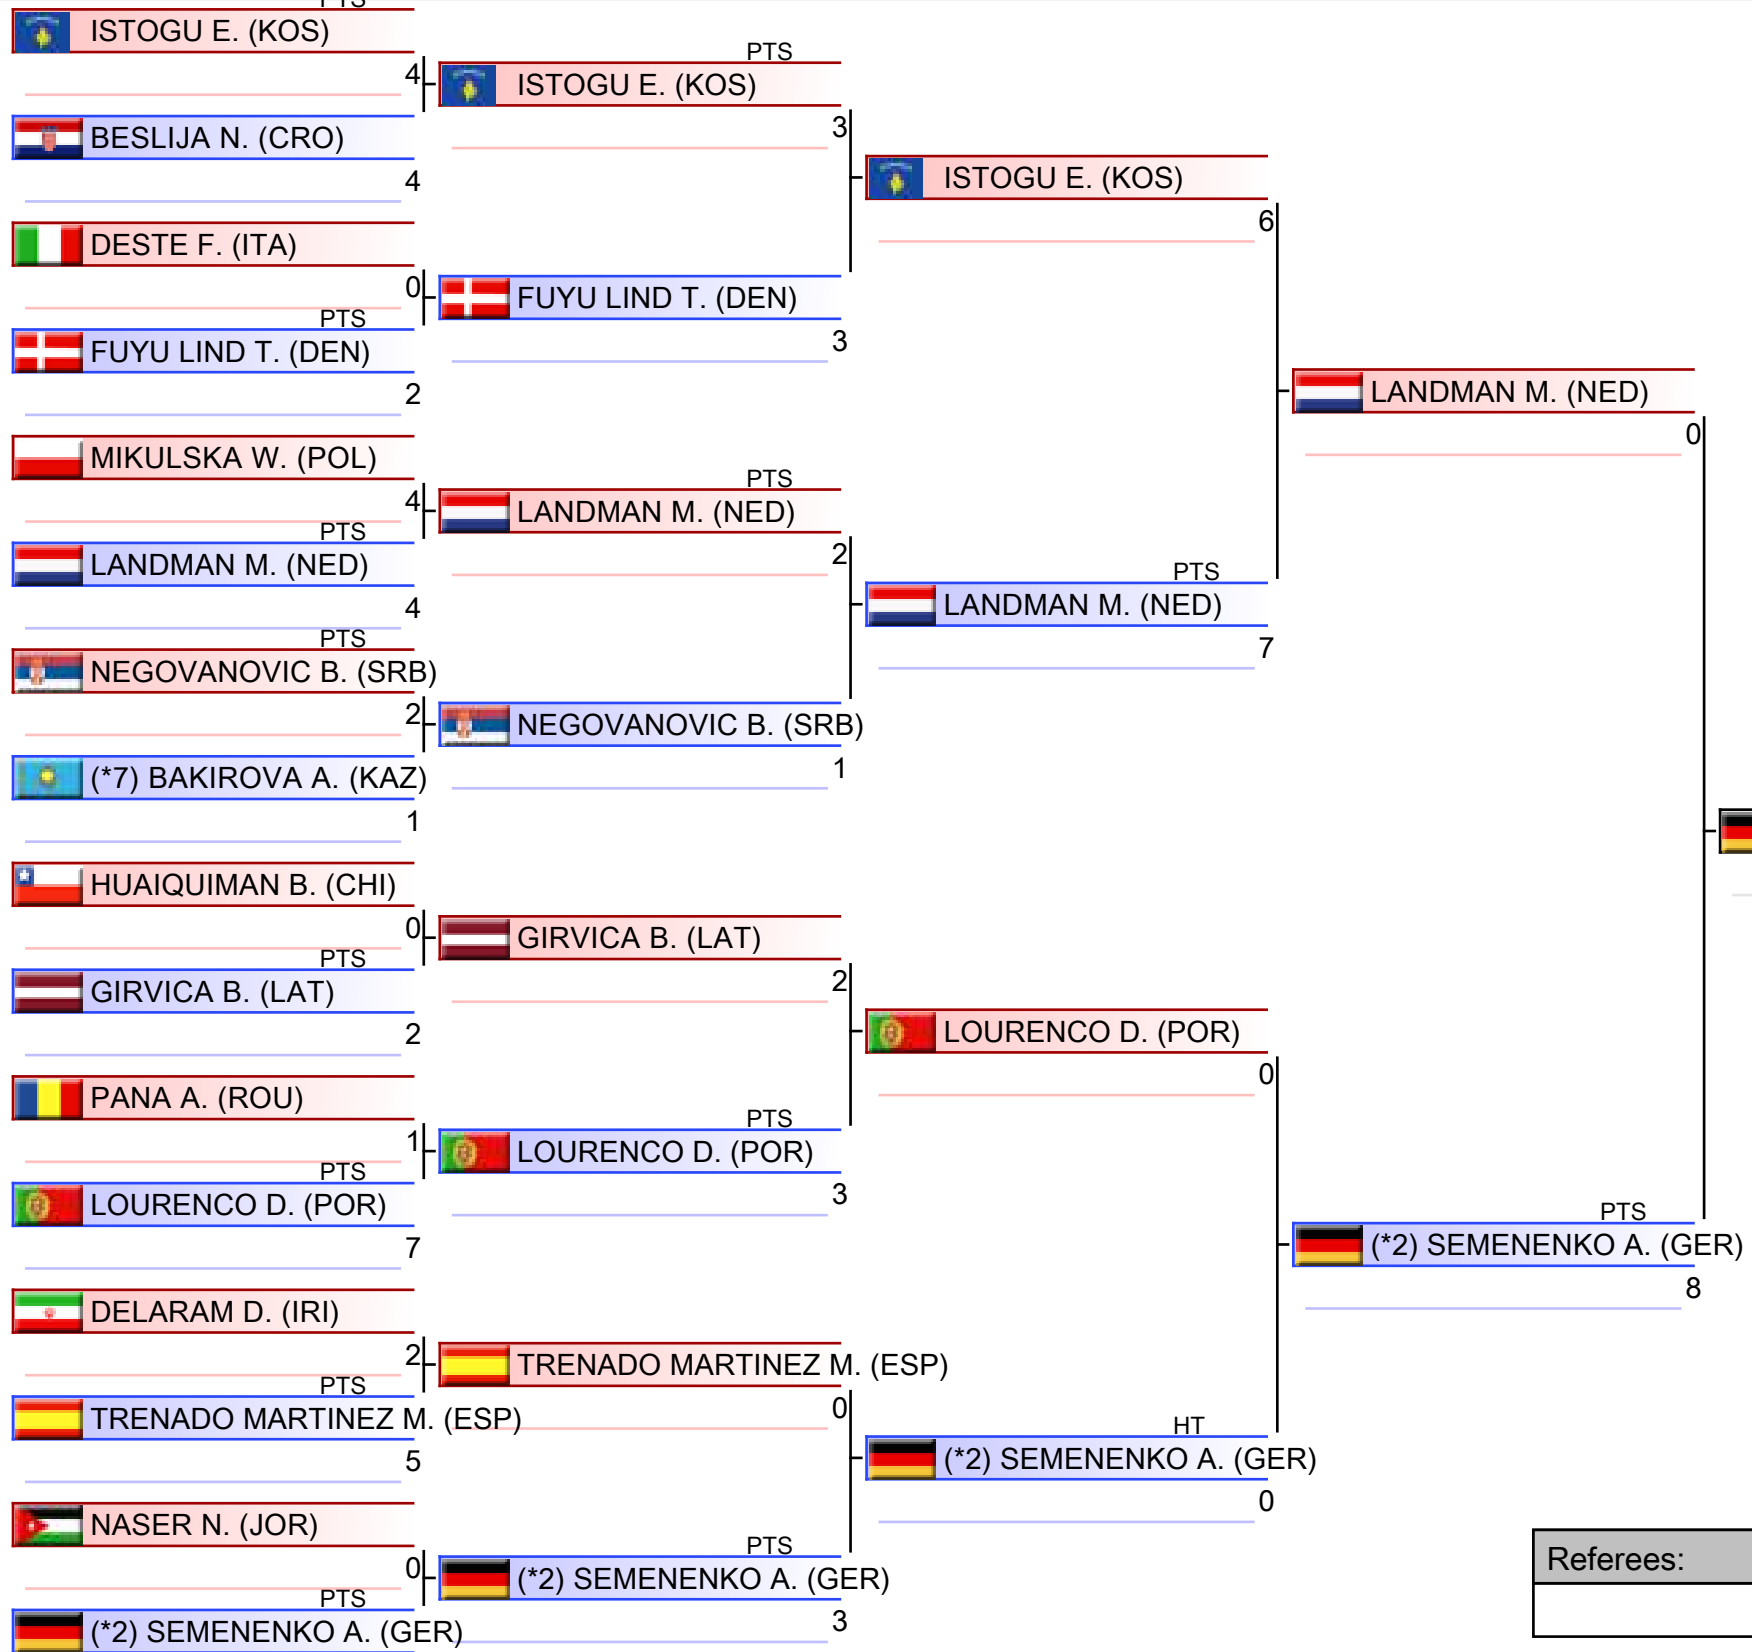 PTS
ISTOGU E. (KOS)
4
BESLIJA N. (CRO)
4
DESTE F. (ITA)
0
PTS
FUYU LIND T. (DEN)
2
MIKULSKA W. (POL)
4
PTS
LANDMAN M. (NED)
4
PTS
NEGOVANOVIC B. (SRB)
2
(*7) BAKIROVA A. (KAZ)
1
HUAIQUIMAN B. (CHI)
0
PTS
GIRVICA B. (LAT)
2
PANA A. (ROU)
1
PTS
LOURENCO D. (POR)
7
DELARAM D. (IRI)
2
PTS
TRENADO MARTINEZ M. (ESP)
5
NASER N. (JOR)
0
PTS
(*2) SEMENENKO A. (GER)
PTS
ISTOGU E. (KOS)
3
FUYU LIND T. (DEN)
3
PTS
LANDMAN M. (NED)
2
NEGOVANOVIC B. (SRB)
1
GIRVICA B. (LAT)
2
PTS
LOURENCO D. (POR)
3
TRENADO MARTINEZ M. (ESP)
0
PTS
(*2) SEMENENKO A. (GER)
3
ISTOGU E. (KOS)
6
PTS
LANDMAN M. (NED)
7
LOURENCO D. (POR)
0
HT
(*2) SEMENENKO A. (GER)
0
LANDMAN M. (NED)
0
PTS
(*2) SEMENENKO A. (GER)
8
Referees: